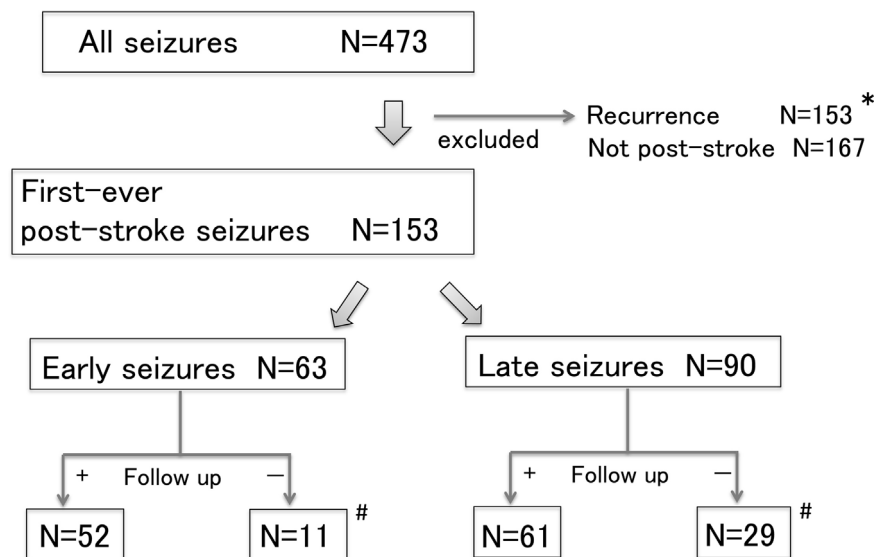 All seizures N=473
excluded
Recurrence N=153 *
Not post-stroke N=167
First-ever
post-stroke seizures N=153
Early seizures N=63
Late seizures N=90
+ Follow up －
+ Follow up －
N=52
N=11 #
N=61
N=29 #